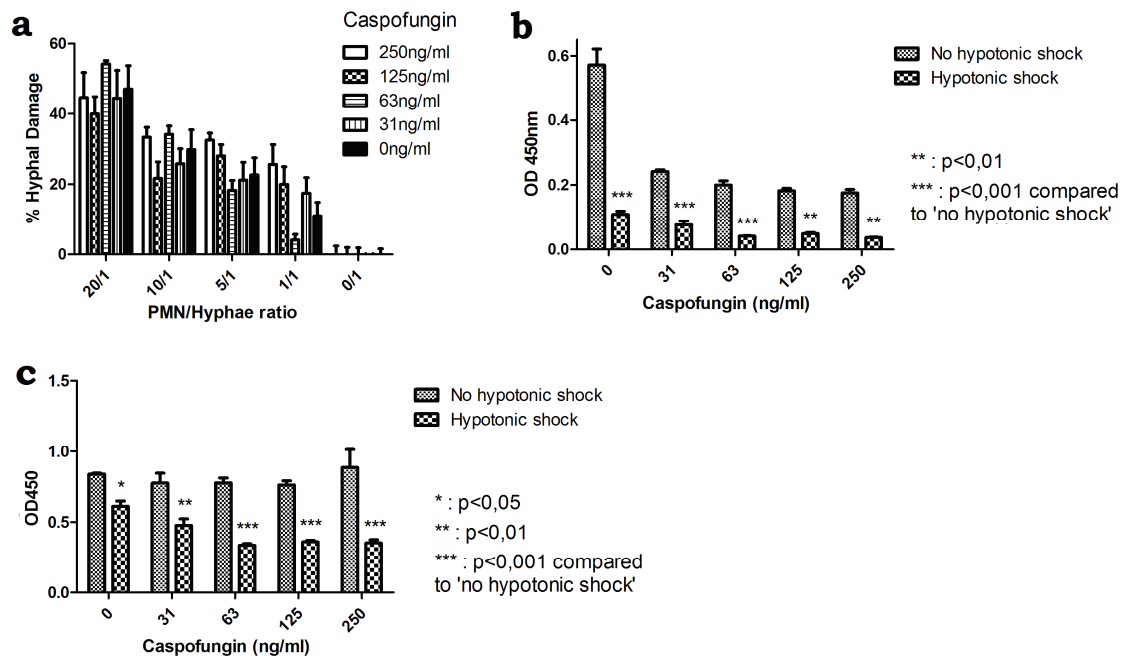 a
Caspofungin
250ng/ml
125ng/ml
63ng/ml
31ng/ml
0ng/ml
% Hyphal Damage
60
40
20
0
20/1
10/1
5/1
1/1
0/1
PMN/Hyphae ratio
b
No hypotonic shock
Hypotonic shock
** : p<0,01
*** : p<0,001 compared
to 'no hypotonic shock'
OD 450nm
0.6
0.4
0.2
0.0
***
***
***
**
**
0
31
63
125
250
Caspofungin (ng/ml)
c
No hypotonic shock
Hypotonic shock
* : p<0,05
** : p<0,01
*** : p<0,001 compared
to 'no hypotonic shock'
OD450
1.5
1.0
0.5
0.0
*
**
***
***
***
0
31
63
125
250
Caspofungin (ng/ml)